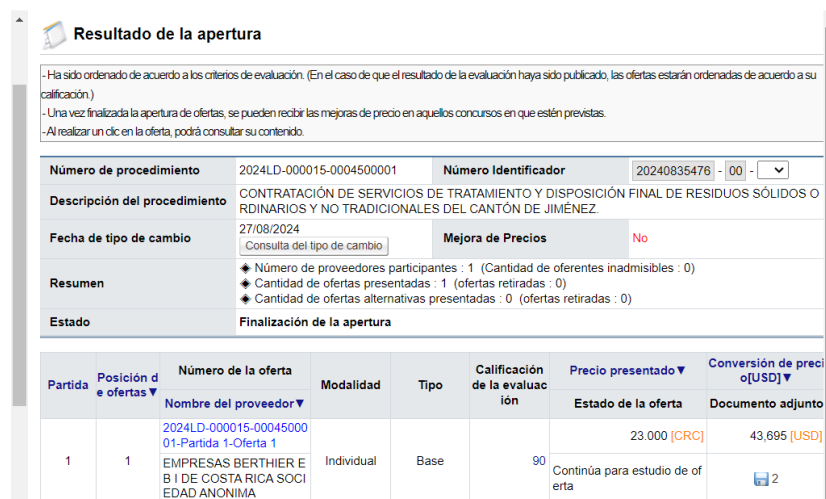 Resultado de la apertura
- Ha sido ordenado de acuerdo a los criterios de evaluación. (En el caso de que el resultado de la evaluación haya sido publicado, las ofertas estarán ordenadas de acuerdo a su
calificación.)
- Una vez finalizada la apertura de ofertas, se pueden recibir las mejoras de precio en aquellos concursos en que estén previstas.
- Al realizar un clic en la oferta, podrá consultar su contenido.
Número de procedimiento 2024LD-000015-0004500001 Número Identificador 20240835476 - 00 -
Descripción del procedimiento CONTRATACIÓN DE SERVICIOS DE TRATAMIENTO Y DISPOSICIÓN FINAL DE RESIDUOS SÓLIDOS O
RDINARIOS Y NO TRADICIONALES DEL CANTÓN DE JIMÉNEZ.
Fecha de tipo de cambio 27/08/2024 Mejora de Precios No
Consulta del tipo de cambio
Resumen ◈ Número de proveedores participantes : 1 (Cantidad de oferentes inadmisibles : 0)
◈ Cantidad de ofertas presentadas : 1 (ofertas retiradas : 0)
◈ Cantidad de ofertas alternativas presentadas : 0 (ofertas retiradas : 0)
Estado Finalización de la apertura
Partida Posición d
e ofertas▼
Número de la oferta
Nombre del proveedor▼
Modalidad Tipo Calificación
de la evaluac
ión
Precio presentado▼
Estado de la oferta
Conversión de preci
o[USD]▼
Documento adjunto
1 1 2024LD-000015-00045000
01-Partida 1-Oferta 1
EMPRESAS BERTHIER E
B I DE COSTA RICA SOCI
EDAD ANONIMA
Individual Base 90 23.000 [CRC] 43,695 [USD]
Continúa para estudio de of
erta
2